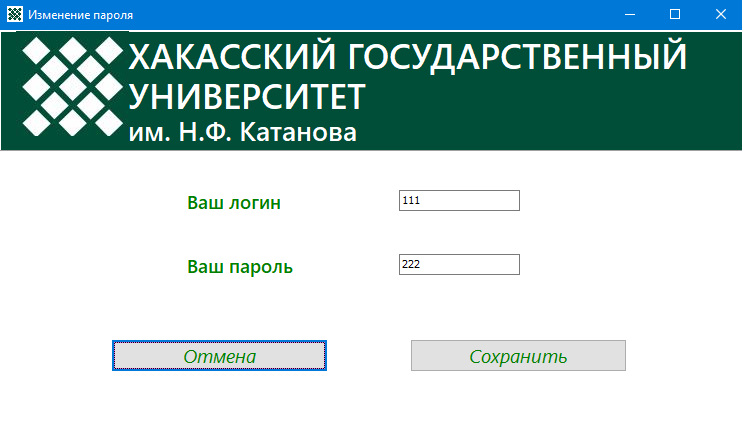 Изменение пароля
ХАКАССКИЙ ГОСУДАРСТВЕННЫЙ
УНИВЕРСИТЕТ
им. Н.Ф. Катанова
Ваш логин
111
Ваш пароль
222
Отмена
Сохранить